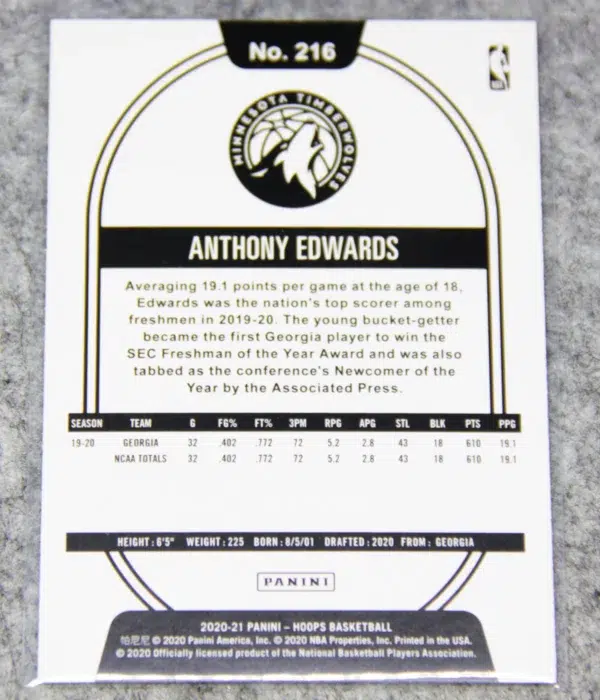 No. 216
MINNESOTA TIMBERWOLVES
ANTHONY EDWARDS
Averaging 19.1 points per game at the age of 18,
Edwards was the nation's top scorer among
freshmen in 2019-20. The young bucket-getter
became the first Georgia player to win the
SEC Freshman of the Year Award and was also
tabbed as the conference's Newcomer of the
Year by the Associated Press.
SEASON TEAM G FG% FT% 3PM RPG APG STL BLK PTS PPG
19-20 GEORGIA 32 .402 .772 72 5.2 2.8 43 18 610 19.1
NCAA TOTALS 32 .402 .772 72 5.2 2.8 43 18 610 19.1
HEIGHT: 6'5" WEIGHT: 225 BORN: 8/5/01 DRAFTED: 2020 FROM: GEORGIA
PANINI
2020-21 PANINI – HOOPS BASKETBALL
帕尼尼 © 2020 Panini America, Inc. © 2020 NBA Properties, Inc. Printed in the USA.
© 2020 Officially licensed product of the National Basketball Players Association.